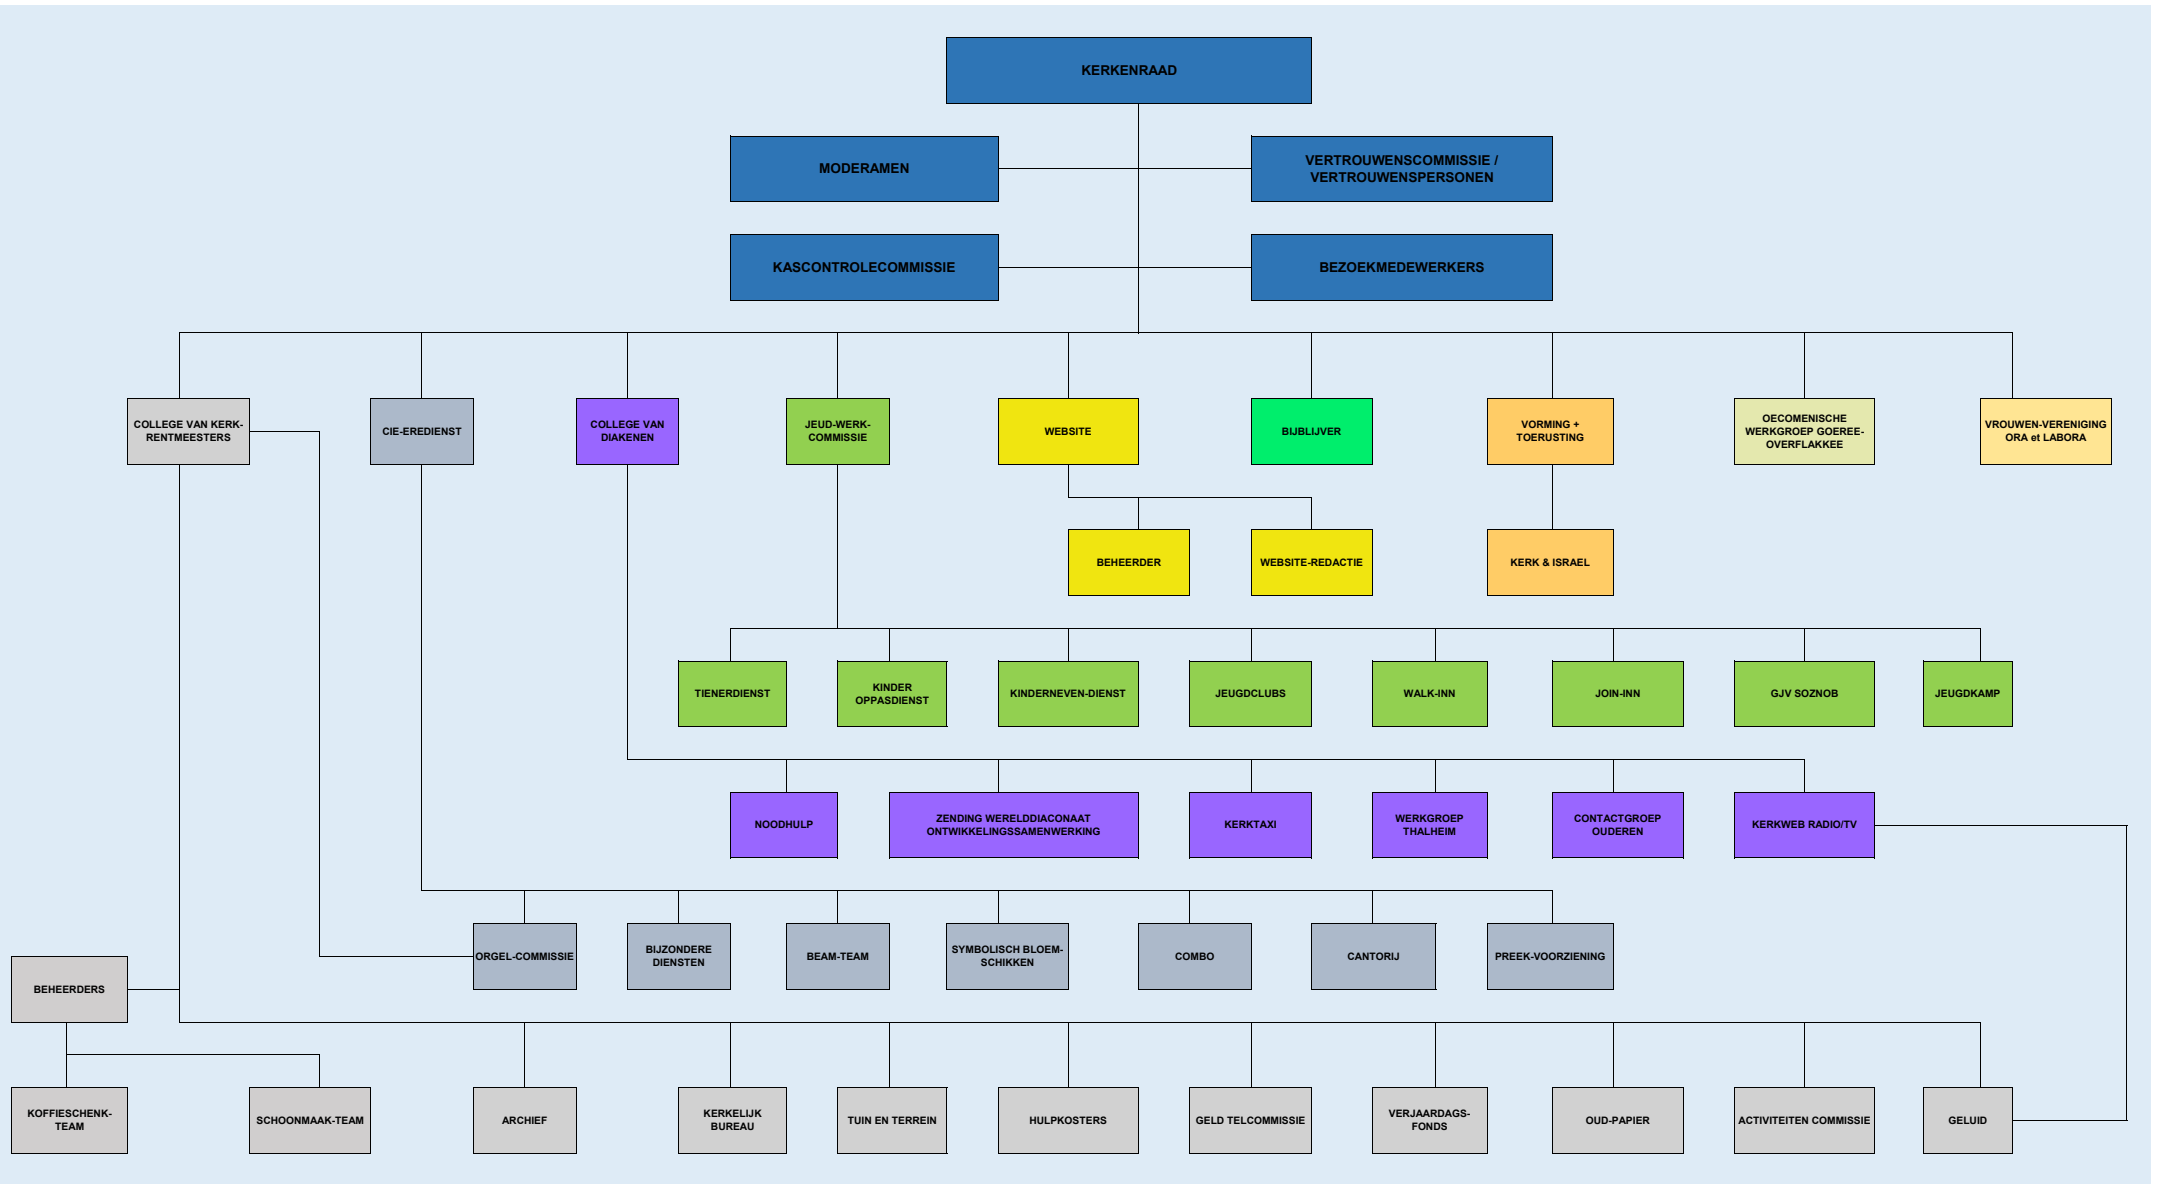 KERKENRAAD
MODERAMEN
VERTROUWENSCOMMISSIE /
VERTROUWENSPERSONEN
KASCONTROLECOMMISSIE
BEZOEKMEDEWERKERS
COLLEGE VAN KERK-
RENTMEESTERS
CIE-EREDIENST
COLLEGE VAN
DIAKENEN
JEUD-WERK-
COMMISSIE
WEBSITE
BIJBLIJVER
VORMING +
TOERUSTING
OECOMENISCHE
WERKGROEP GOEREE-
OVERFLAKKEE
VROUWEN-VERENIGING
ORA et LABORA
BEHEERDER
WEBSITE-REDACTIE
KERK & ISRAEL
TIENERDIENST
KINDER
OPPASDIENST
KINDERNEVEN-DIENST
JEUGDCLUBS
WALK-INN
JOIN-INN
GJV SOZNOB
JEUGDKAMP
NOODHULP
ZENDING WERELDDIACONAAT
ONTWIKKELINGSSAMENWERKING
KERKTAXI
WERKGROEP
THALHEIM
CONTACTGROEP
OUDEREN
KERKWEB RADIO/TV
ORGEL-COMMISSIE
BIJZONDERE
DIENSTEN
BEAM-TEAM
SYMBOLISCH BLOEM-
SCHIKKEN
COMBO
CANTORIJ
PREEK-VOORZIENING
BEHEERDERS
KOFFIESCHENK-
TEAM
SCHOONMAAK-TEAM
ARCHIEF
KERKELIJK
BUREAU
TUIN EN TERREIN
HULPKOSTERS
GELD TELCOMMISSIE
VERJAARDAGS-
FONDS
OUD-PAPIER
ACTIVITEITEN COMMISSIE
GELUID